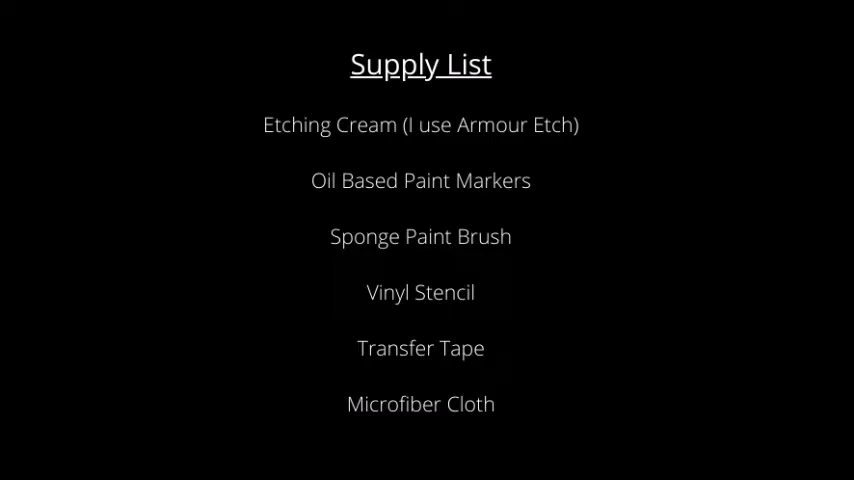 Supply List
Etching Cream (I use Armour Etch)
Oil Based Paint Markers
Sponge Paint Brush
Vinyl Stencil
Transfer Tape
Microfiber Cloth